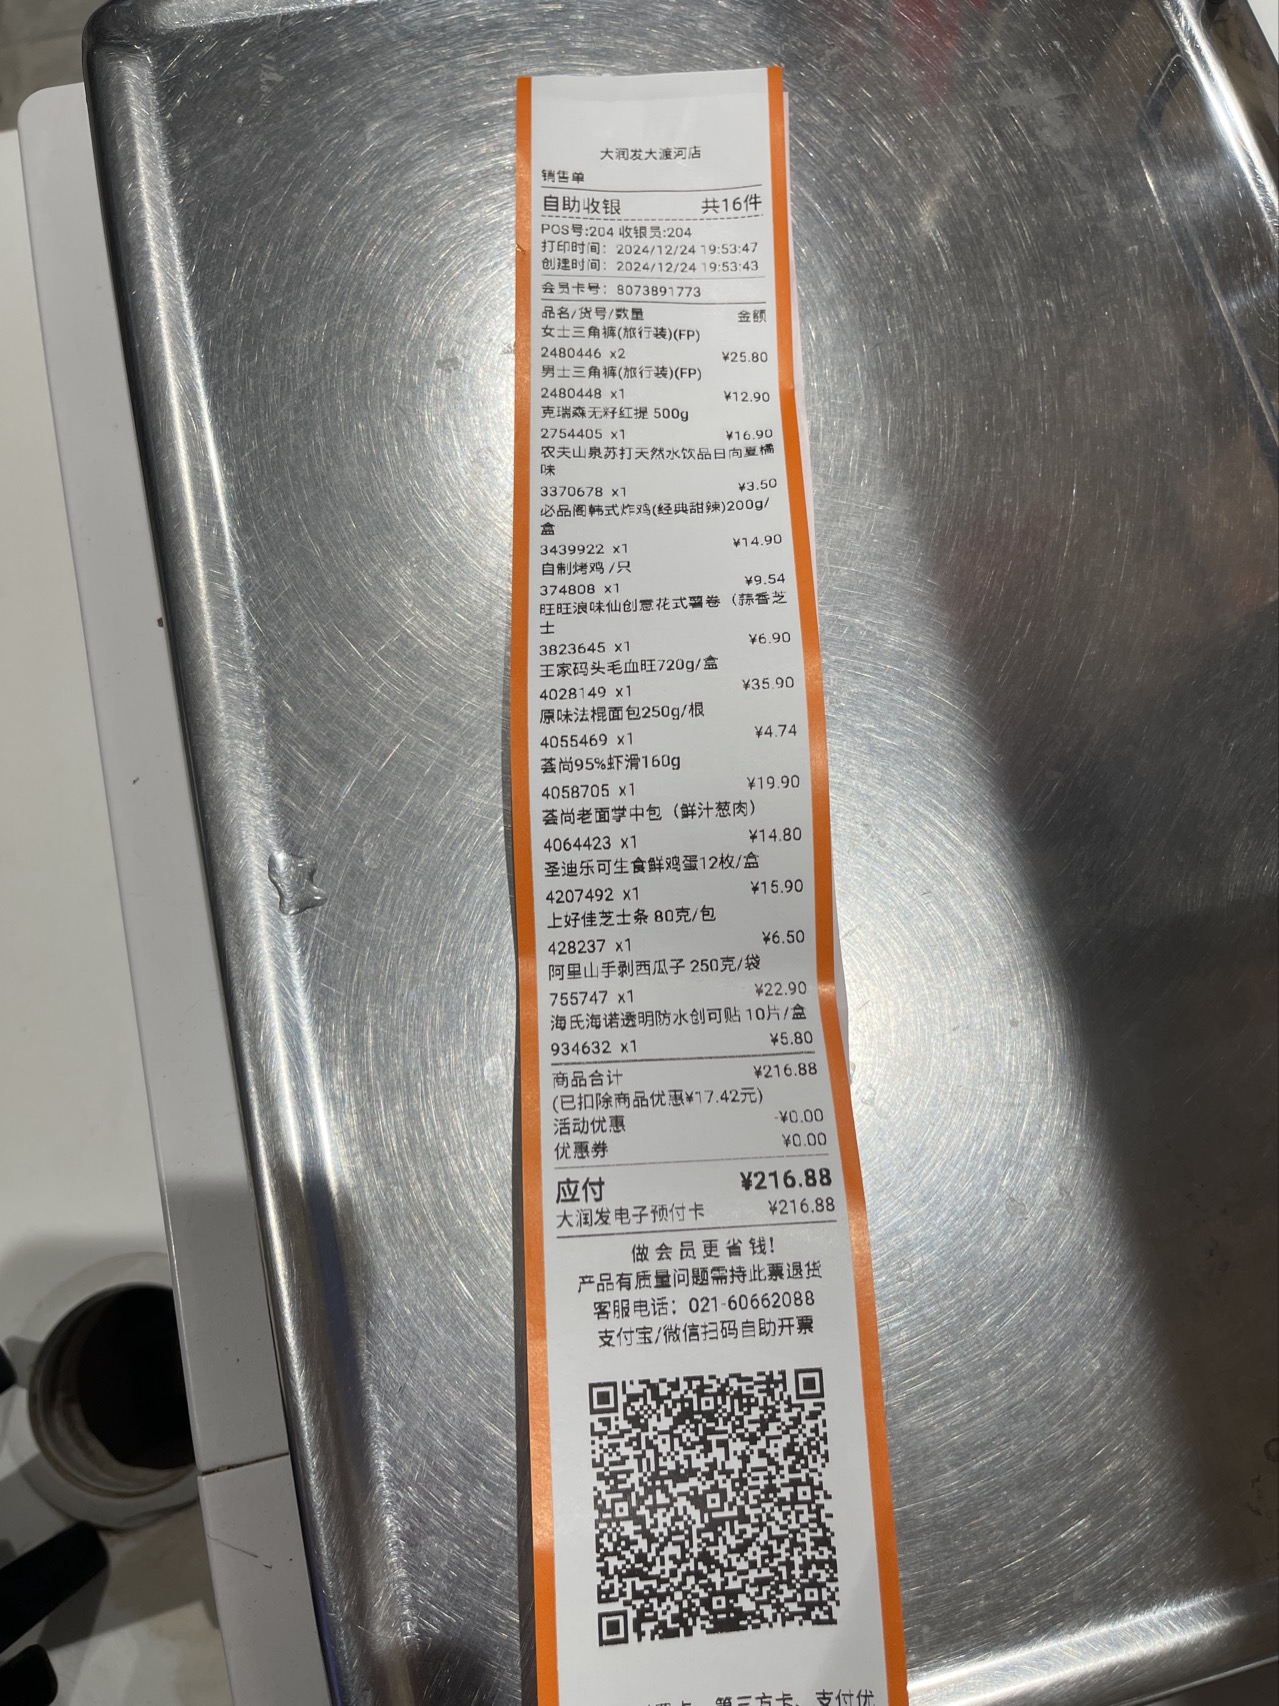 大润发大渡河店
销售单
自助收银 共16件
POS号:204 收银员:204
打印时间: 2024/12/24 19:53:47
创建时间: 2024/12/24 19:53:43
会员卡号: 8073891773
品名/货号/数量 金额
女士三角裤(旅行装)(FP)
2480446 x2 ¥25.80
男士三角裤(旅行装)(FP)
2480448 x1 ¥12.90
克瑞森无籽红提 500g
2754405 x1 ¥16.90
农夫山泉苏打天然水饮品日向夏橘
味
3370678 x1 ¥3.50
必品阁韩式炸鸡(经典甜辣)200g/
盒
3439922 x1 ¥14.90
自制烤鸡 /只
374808 x1 ¥9.54
旺旺浪味仙创意花式薯卷（蒜香芝
士
3823645 x1 ¥6.90
王家码头毛血旺720g/盒
4028149 x1 ¥35.90
原味法棍面包250g/根
4055469 x1 ¥4.74
荟尚95%虾滑160g
4058705 x1 ¥19.90
荟尚老面掌中包（鲜汁葱肉）
4064423 x1 ¥14.80
圣迪乐可生食鲜鸡蛋12枚/盒
4207492 x1 ¥15.90
上好佳芝士条 80克/包
428237 x1 ¥6.50
阿里山手剥西瓜子 250克/袋
755747 x1 ¥22.90
海氏海诺透明防水创可贴 10片/盒
934632 x1 ¥5.80
商品合计 ¥216.88
(已扣除商品优惠¥17.42元)
活动优惠 -¥0.00
优惠券 ¥0.00
应付 ¥216.88
大润发电子预付卡 ¥216.88
做会员更省钱!
产品有质量问题需持此票退货
客服电话: 021-60662088
支付宝/微信扫码自助开票
卡、第三方卡、支付优